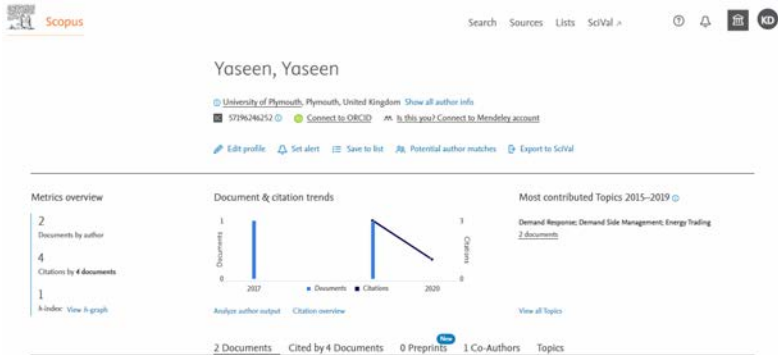 Scopus
Search Sources Lists SciVal ↗
KD
Yaseen, Yaseen
University of Plymouth, Plymouth, United Kingdom Show all author info
57196246252 Connect to ORCID Is this you? Connect to Mendeley account
Edit profile Set alert Save to list Potential author matches Export to SciVal
Metrics overview
2
Documents by author
4
Citations by 4 documents
1
h-index: View h-graph
Document & citation trends
1
3
Documents
Citations
0
0
2017 2020
Documents Citations
Analyze author output Citation overview
Most contributed Topics 2015–2019
Demand Response; Demand Side Management; Energy Trading
2 documents
View all Topics
New
2 Documents Cited by 4 Documents 0 Preprints 1 Co-Authors Topics